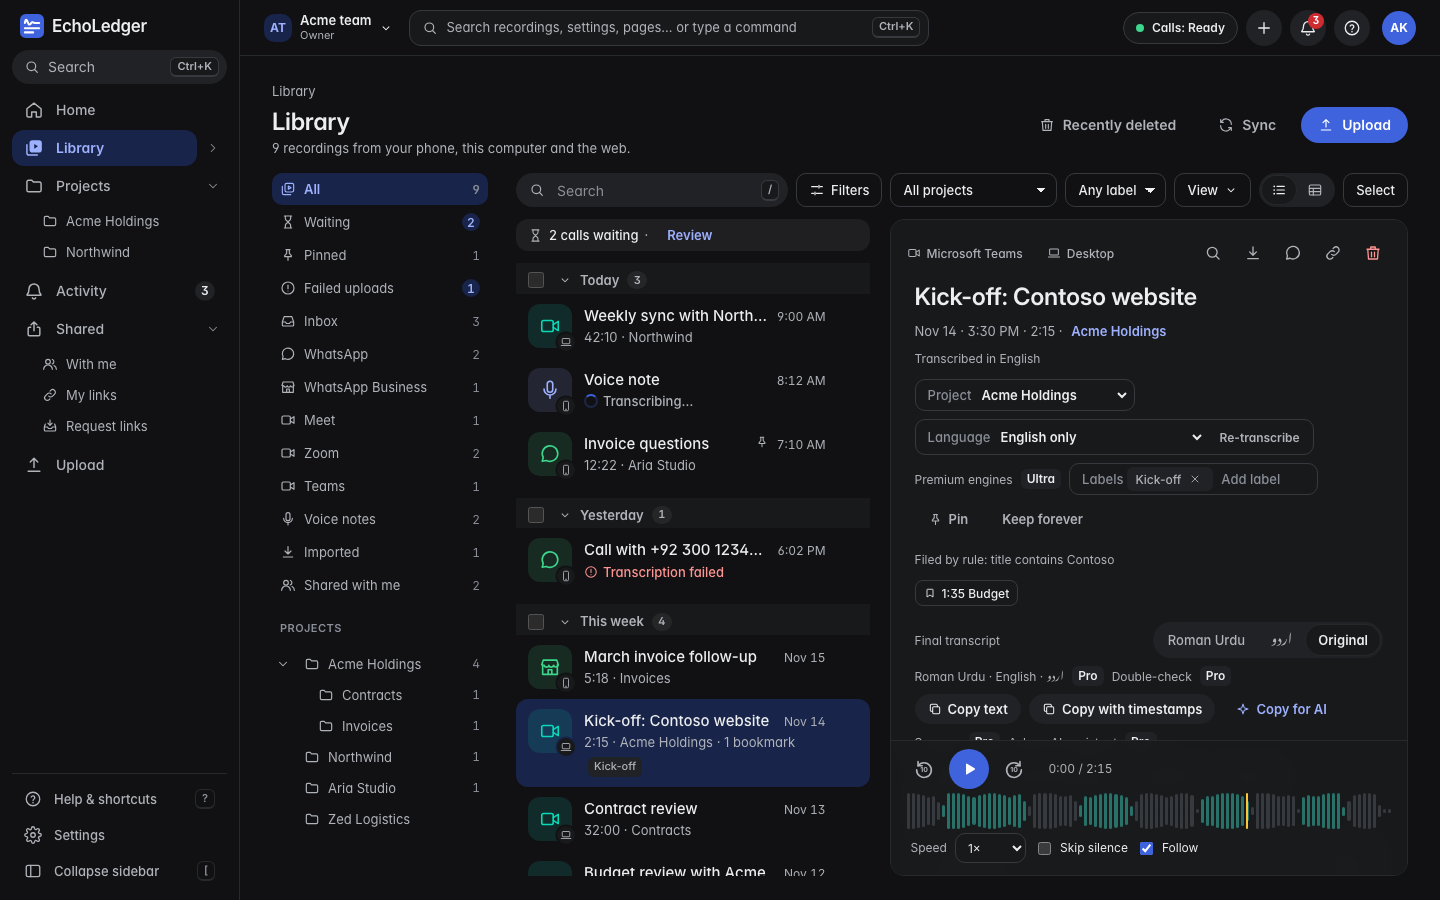 EchoLedger
Search Ctrl+K
Home
Library
Projects
Acme Holdings
Northwind
Activity 3
Shared
With me
My links
Request links
Upload
Help & shortcuts ?
Settings
Collapse sidebar [
AT Acme team
Owner
Search recordings, settings, pages... or type a command Ctrl+K
Calls: Ready
3
AK
Library
Library
9 recordings from your phone, this computer and the web.
Recently deleted
Sync
Upload
All 9
Waiting 2
Pinned 1
Failed uploads 1
Inbox 3
WhatsApp 2
WhatsApp Business 1
Meet 1
Zoom 2
Teams 1
Voice notes 2
Imported 1
Shared with me 2
PROJECTS
Acme Holdings 4
Contracts 1
Invoices 1
Northwind 1
Aria Studio 1
Zed Logistics
Search /
Filters
All projects
Any label
View
Select
2 calls waiting · Review
Today 3
Weekly sync with North... 9:00 AM
42:10 · Northwind
Voice note 8:12 AM
Transcribing...
Invoice questions 7:10 AM
12:22 · Aria Studio
Yesterday 1
Call with +92 300 1234... 6:02 PM
Transcription failed
This week 4
March invoice follow-up Nov 15
5:18 · Invoices
Kick-off: Contoso website Nov 14
2:15 · Acme Holdings · 1 bookmark
Kick-off
Contract review Nov 13
32:00 · Contracts
Budget review with Acme Nov 12
Microsoft Teams Desktop
Kick-off: Contoso website
Nov 14 · 3:30 PM · 2:15 · Acme Holdings
Transcribed in English
Project Acme Holdings
Language English only Re-transcribe
Premium engines Ultra Labels Kick-off × Add label
Pin Keep forever
Filed by rule: title contains Contoso
1:35 Budget
Final transcript Roman Urdu اردو Original
Roman Urdu · English · اردو Pro Double-check Pro
Copy text Copy with timestamps Copy for AI
10 10 0:00 / 2:15
Speed 1× Skip silence Follow